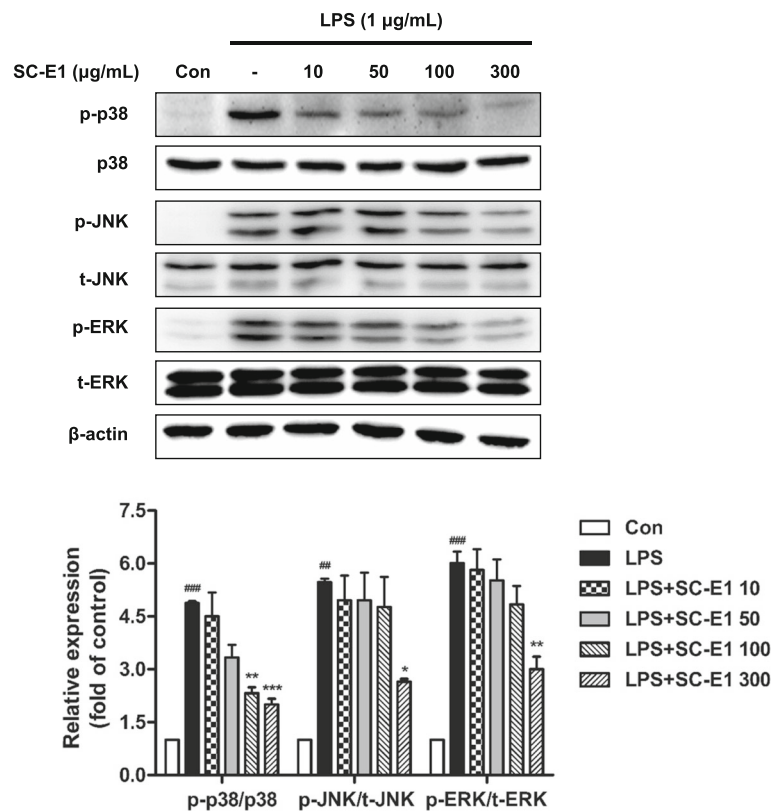 LPS (1 µg/mL)
SC-E1 (µg/mL) Con - 10 50 100 300
p-p38
p38
p-JNK
t-JNK
p-ERK
t-ERK
β-actin
Relative expression
(fold of control)
7.5
6.0
4.5
3.0
1.5
0.0
### ** ***
## *
### **
p-p38/p38 p-JNK/t-JNK p-ERK/t-ERK
Con
LPS
LPS+SC-E1 10
LPS+SC-E1 50
LPS+SC-E1 100
LPS+SC-E1 300